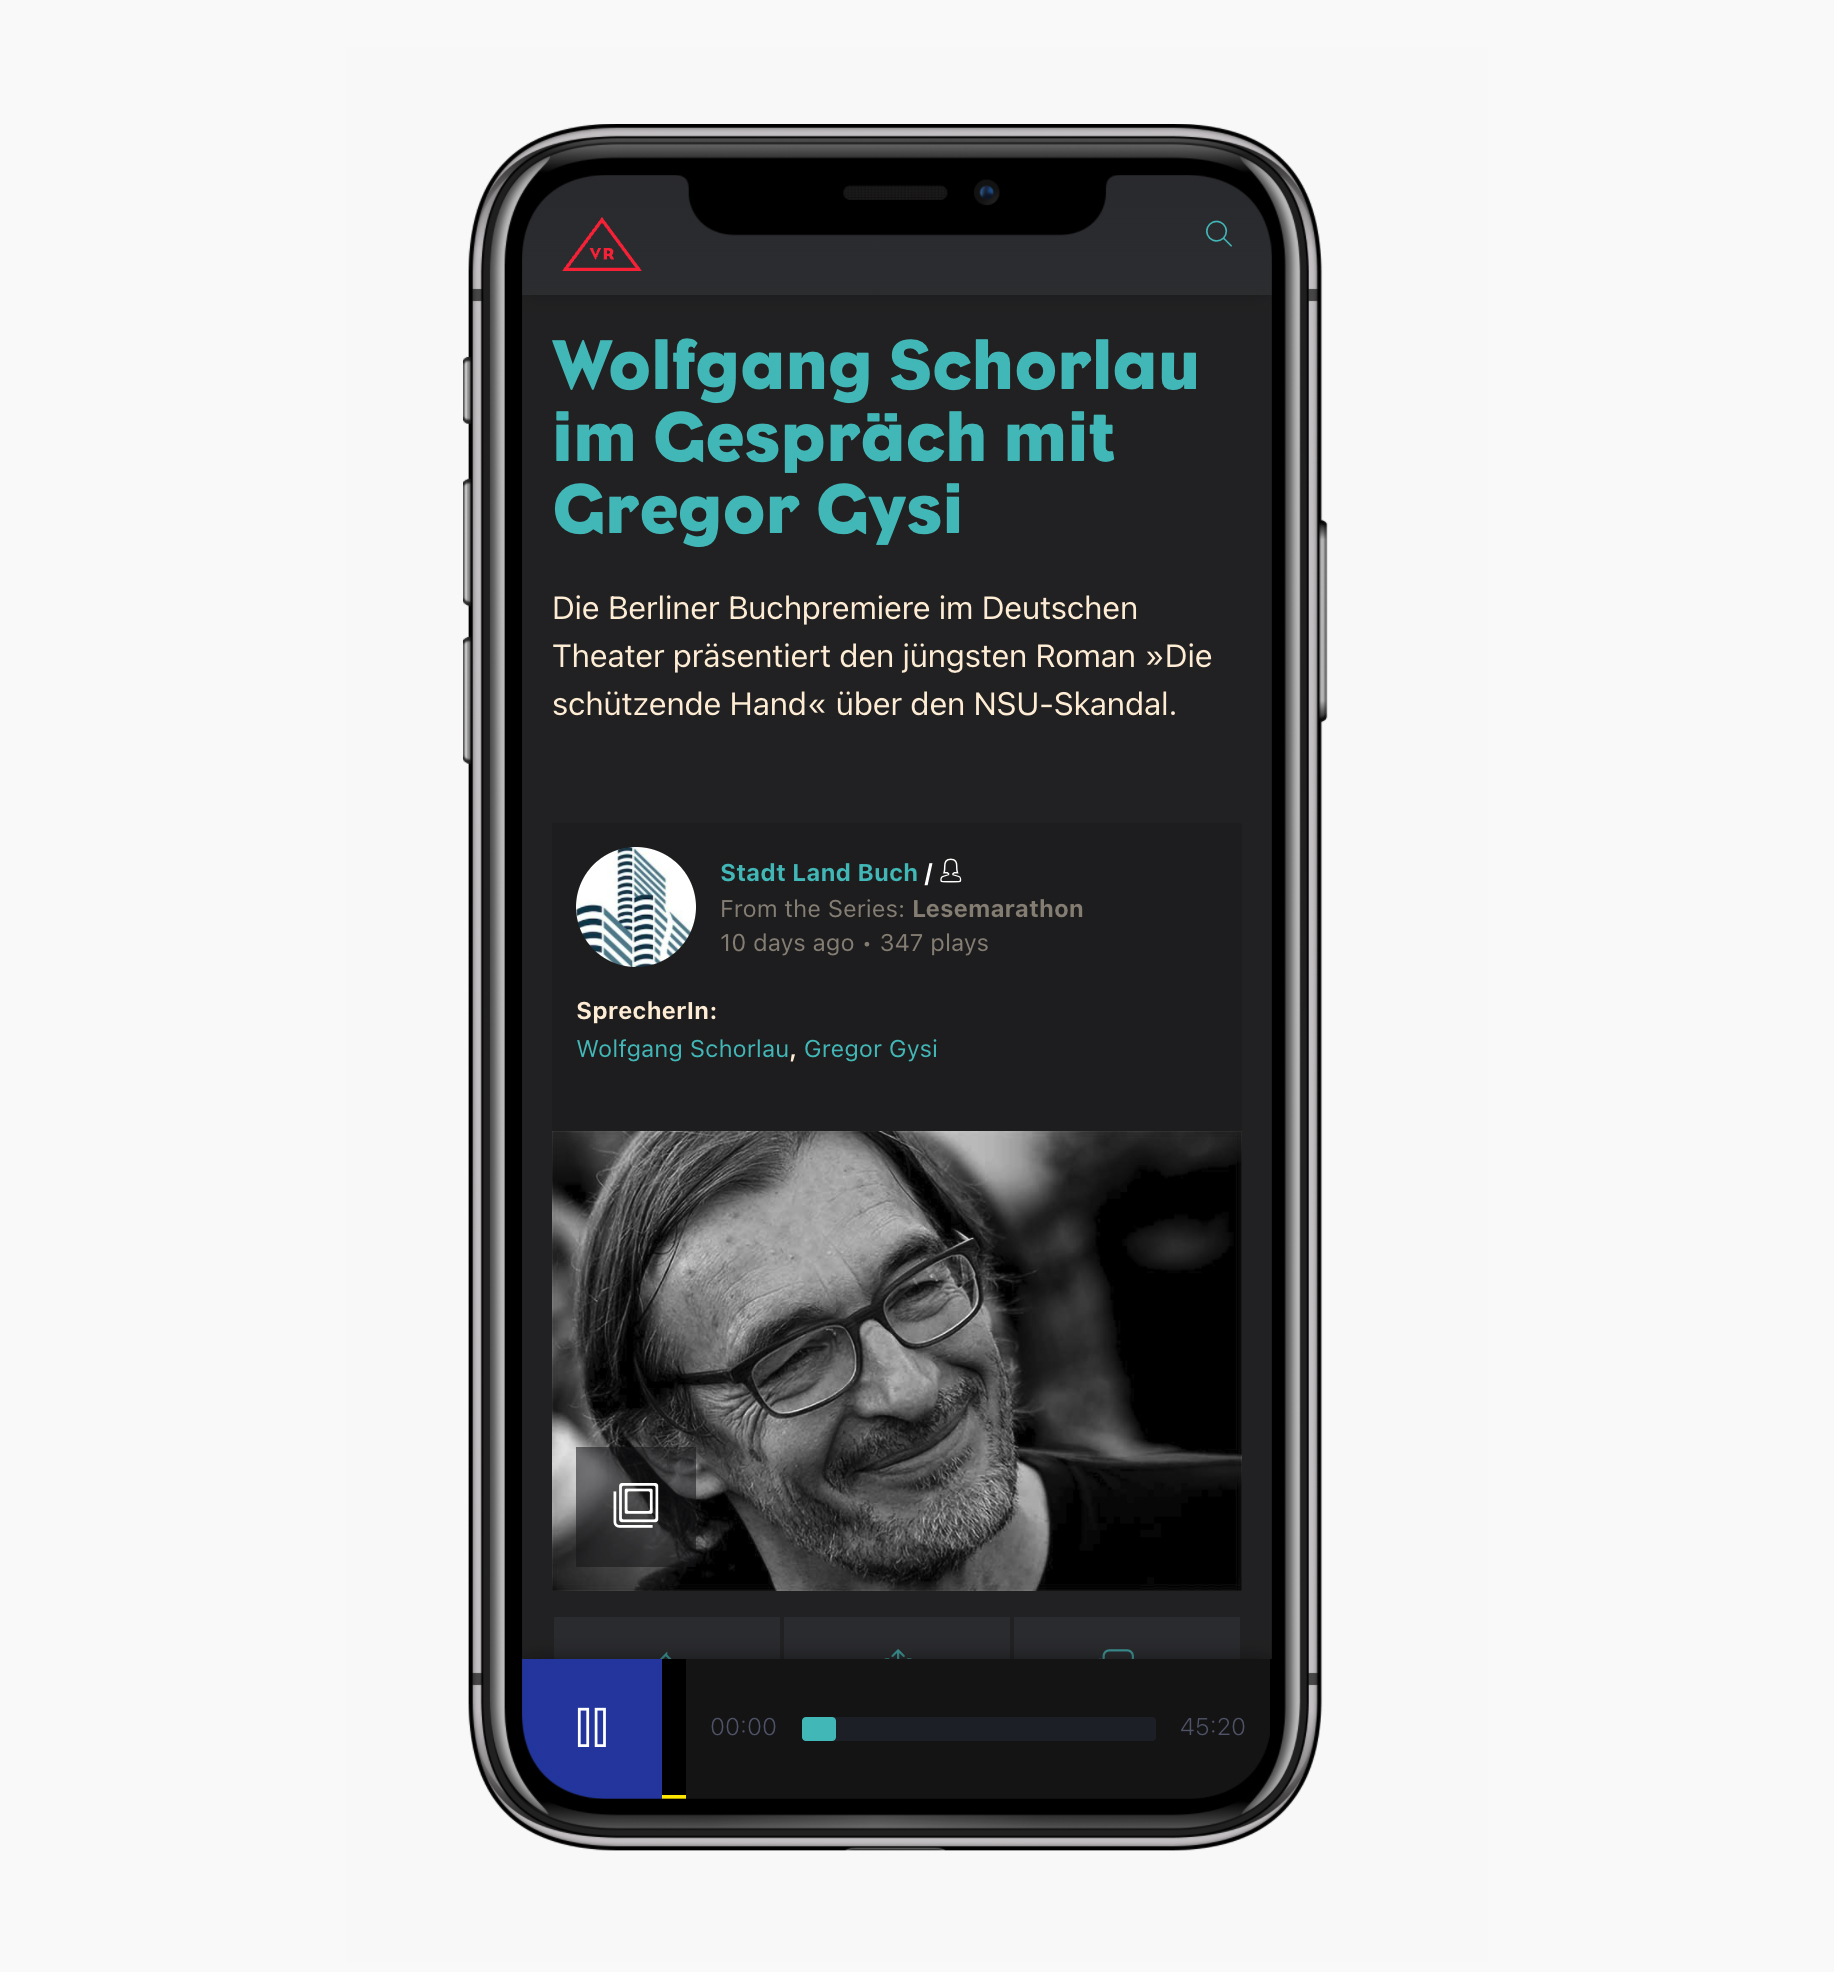 VR
Wolfgang Schorlau
im Gespräch mit
Gregor Gysi
Die Berliner Buchpremiere im Deutschen
Theater präsentiert den jüngsten Roman »Die
schützende Hand« über den NSU-Skandal.
Stadt Land Buch /
From the Series: Lesemarathon
10 days ago • 347 plays
SprecherIn:
Wolfgang Schorlau, Gregor Gysi
00:00 45:20